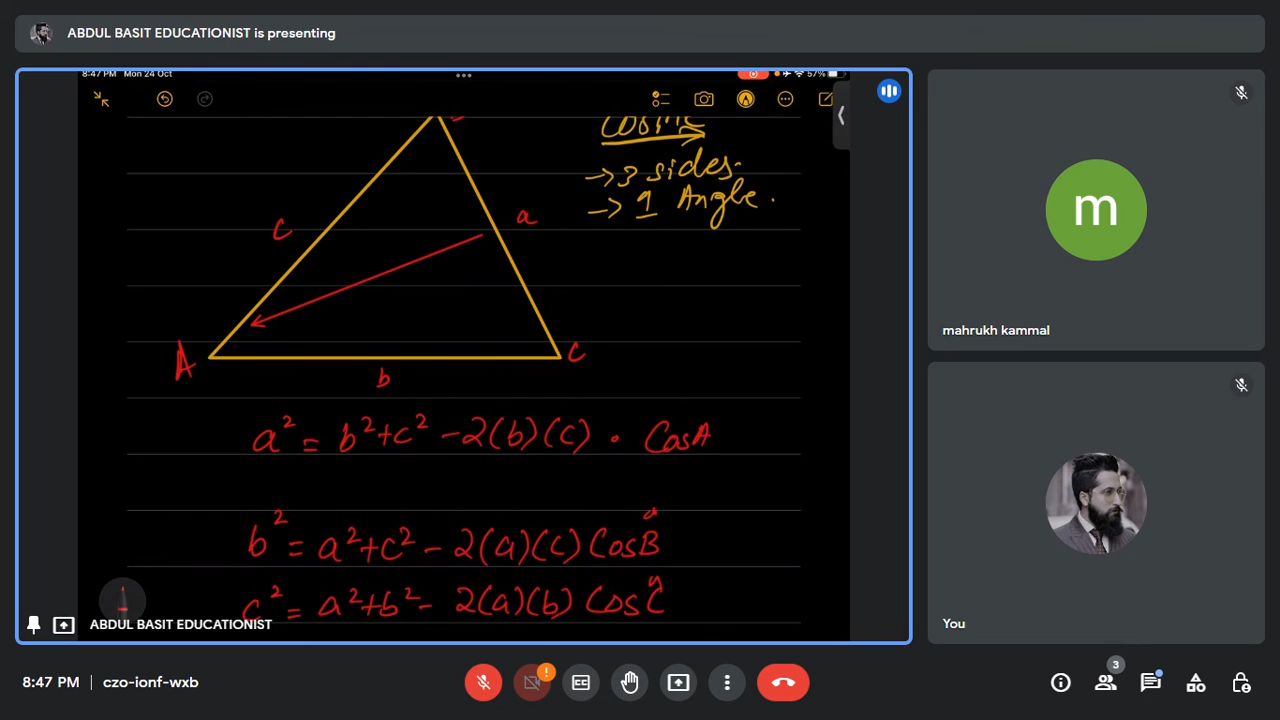 ABDUL BASIT EDUCATIONIST is presenting
8:47 PM Mon 24 Oct
57%
Cosine
→ 3 sides.
→ 1 Angle.
c
a
A
C
b
a² = b²+c² -2(b)(c) · CosA
b² = a²+c² - 2(a)(c) CosB̂
c² = a²+b² - 2(a)(b) CosĈ
ABDUL BASIT EDUCATIONIST
m
mahrukh kammal
You
8:47 PM | czo-ionf-wxb
CC
3